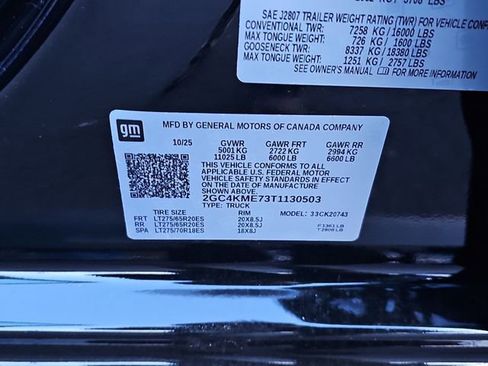 SAE J2807 TRAILER WEIGHT RATING (TWR) FOR VEHICLE CONF
CONVENTIONAL TWR: 7258 KG / 16000 LBS
MAX TONGUE WEIGHT: 726 KG / 1600 LBS
GOOSENECK TWR: 8337 KG / 18380 LBS
MAX TONGUE WEIGHT: 1251 KG / 2757 LBS
SEE OWNER'S MANUAL FOR MORE INFORMATION
gm
MFD BY GENERAL MOTORS OF CANADA COMPANY
10/25 GVWR GAWR FRT GAWR RR
5001 KG 2722 KG 2994 KG
11025 LB 6000 LB 6600 LB
THIS VEHICLE CONFORMS TO ALL
APPLICABLE U.S. FEDERAL MOTOR
VEHICLE SAFETY STANDARDS IN EFFECT
ON THE DATE OF MANUFACTURE
SHOWN ABOVE.
2GC4KME73T1130503
TYPE: TRUCK
MODEL: 33CK20743
TIRE SIZE RIM
FRT LT275/65R20ES 20X8.5J
RR LT275/65R20ES 20X8.5J
SPA LT275/70R18ES 18X8J